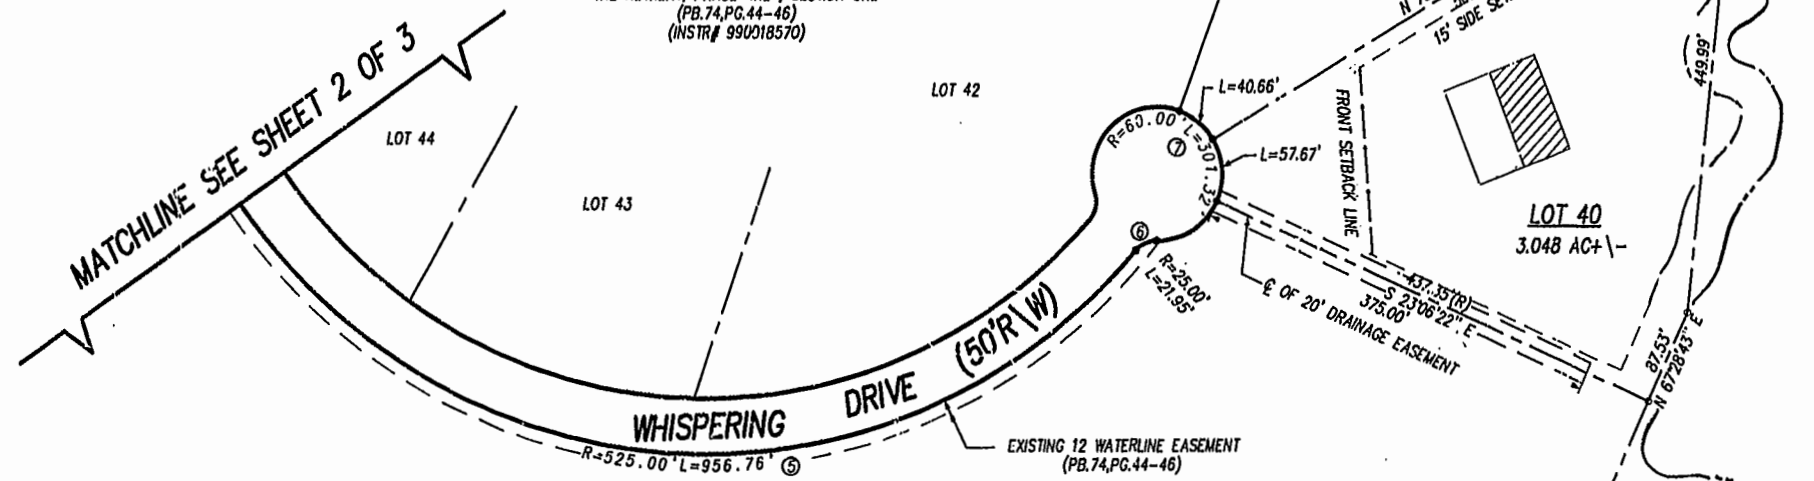 (PB.74,PG.44-46)
(INSTR# 990018570)
MATCHLINE SEE SHEET 2 OF 3
LOT 44
LOT 43
LOT 42
L=40.66'
R=60.00' L=301.32'
⑦
L=57.67'
15' SIDE
FRONT SETBACK LINE
449.99'
LOT 40
3.048 AC+\-
⑥
R=25.00'
L=21.95'
437.35'(R)
S 23°06'22" E
375.00'
℄ OF 20' DRAINAGE EASEMENT
87.53'
N 67°28'43" E
WHISPERING DRIVE (50'R\W)
R=525.00' L=956.76' ⑤
EXISTING 12 WATERLINE EASEMENT
(PB.74,PG.44-46)